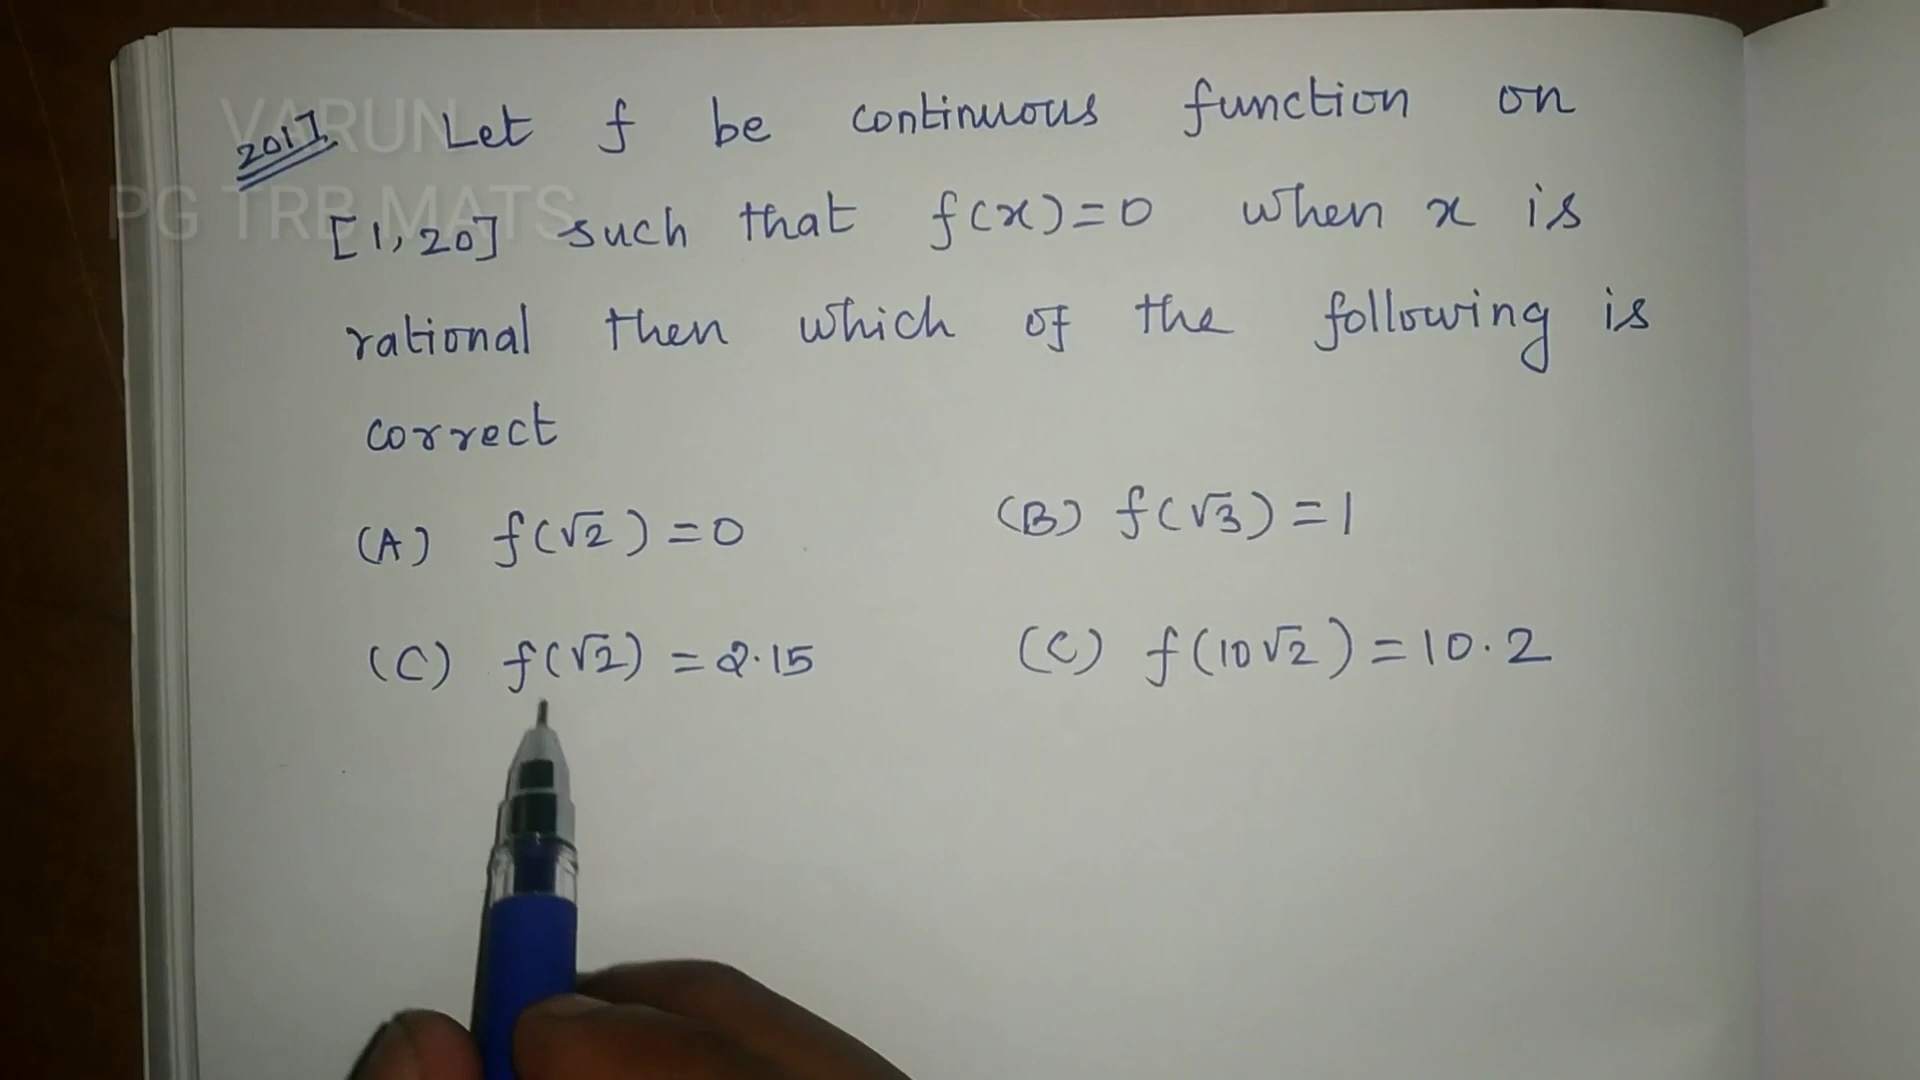 VARUN
PG TRB MATS
2017 Let f be continuous function on
[1,20] such that f(x)=0 when x is
rational then which of the following is
correct
(A) f(√2)=0 (B) f(√3)=1
(C) f(√2)=2.15 (C) f(10√2)=10.2